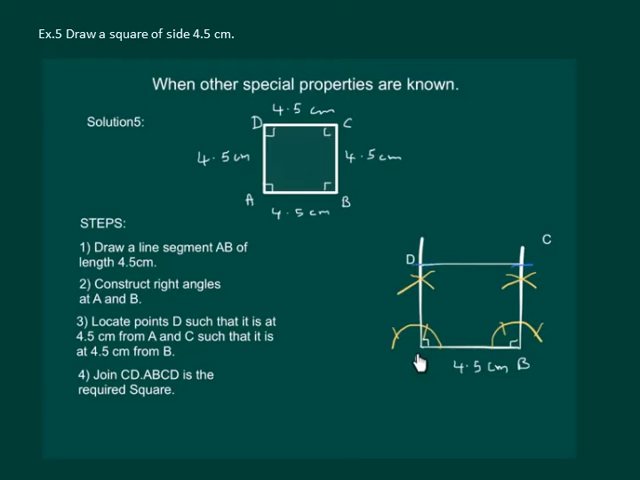 Ex.5 Draw a square of side 4.5 cm.
When other special properties are known.
Solution5:
4.5 cm
D
C
4.5 cm
4.5 cm
A
B
4.5 cm
STEPS:
1) Draw a line segment AB of
length 4.5cm.
2) Construct right angles
at A and B.
3) Locate points D such that it is at
4.5 cm from A and C such that it is
at 4.5 cm from B.
4) Join CD.ABCD is the
required Square.
C
D
4.5 cm B